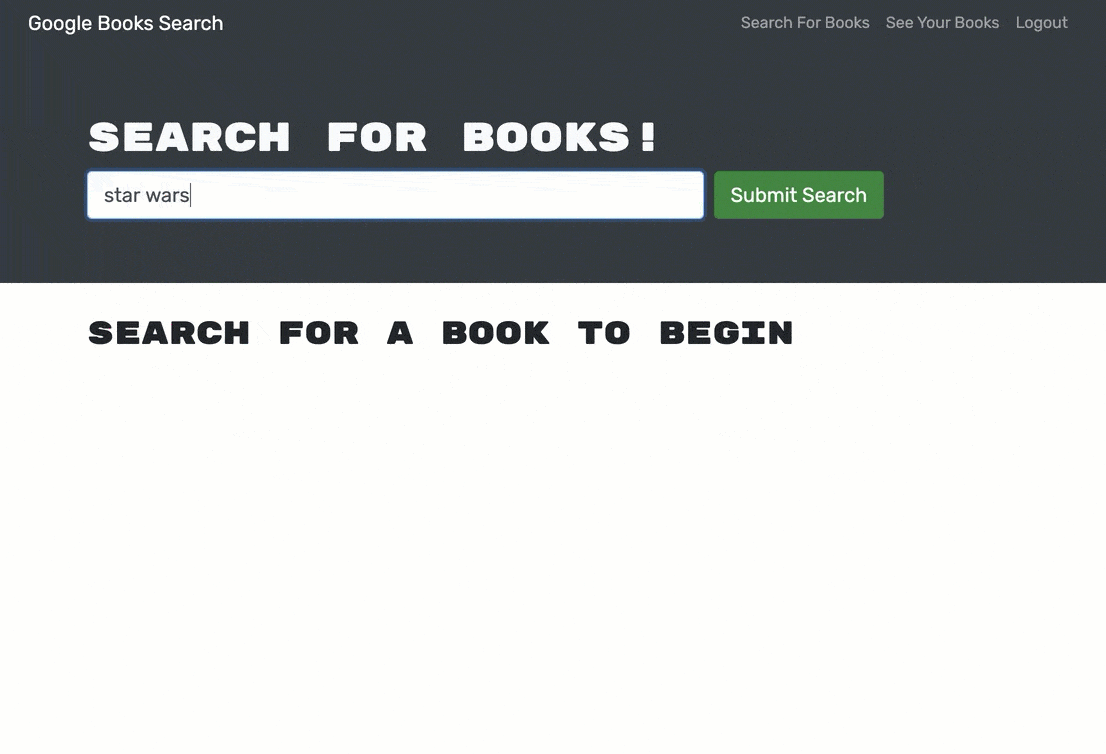 Google Books Search
Search For Books See Your Books Logout
SEARCH FOR BOOKS!
star wars
Submit Search
SEARCH FOR A BOOK TO BEGIN